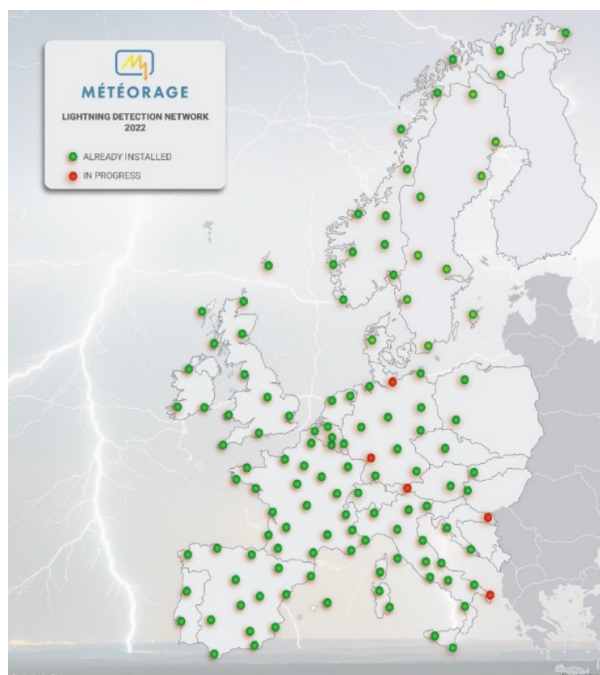 MÉTÉORAGE
LIGHTNING DETECTION NETWORK
2022
ALREADY INSTALLED
IN PROGRESS